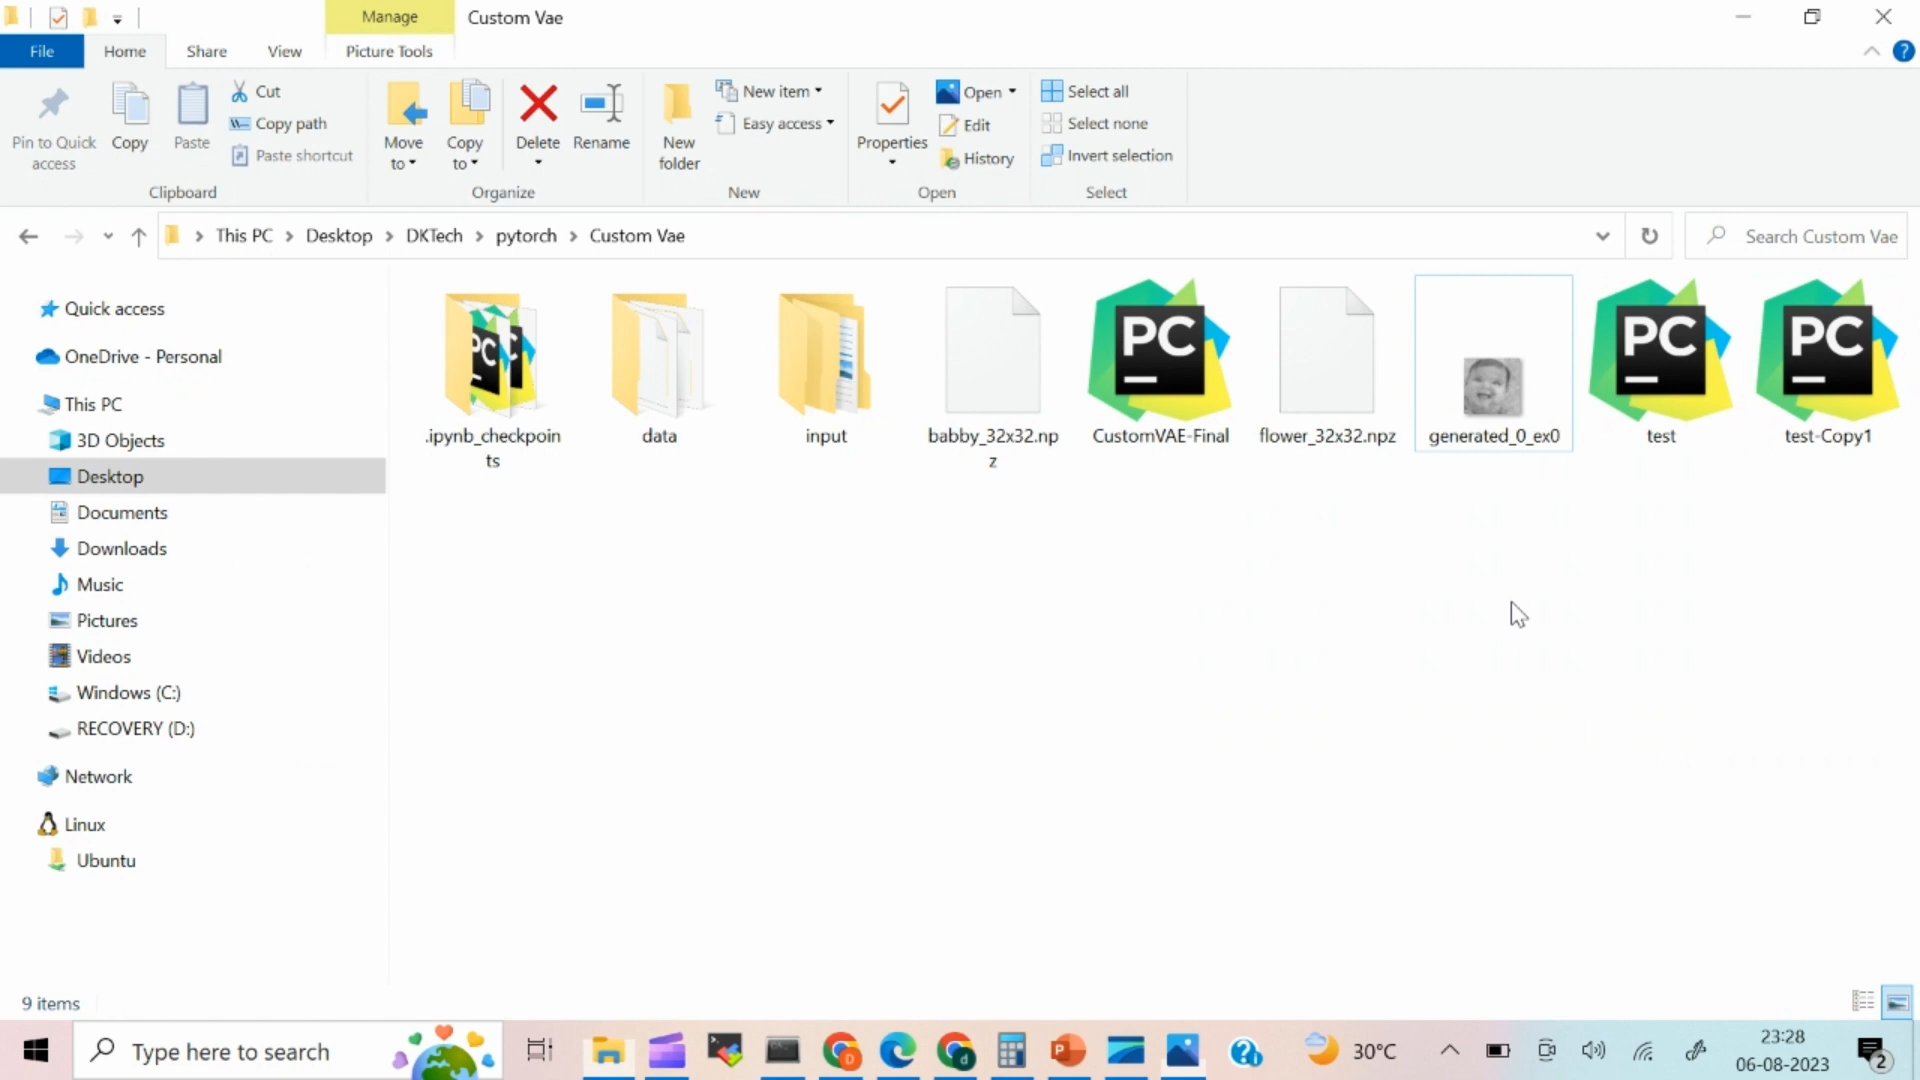 Manage
Custom Vae
File
Home
Share
View
Picture Tools
Pin to Quick
access
Copy
Paste
Cut
Copy path
Paste shortcut
Clipboard
Move
to
Copy
to
Delete
Rename
Organize
New
folder
New item
Easy access
New
Properties
Open
Edit
History
Open
Select all
Select none
Invert selection
Select
This PC
Desktop
DKTech
pytorch
Custom Vae
Search Custom Vae
Quick access
OneDrive - Personal
This PC
3D Objects
Desktop
Documents
Downloads
Music
Pictures
Videos
Windows (C:)
RECOVERY (D:)
Network
Linux
Ubuntu
PC
PC
PC
.ipynb_checkpoin
ts
data
input
babby_32x32.np
z
CustomVAE-Final
flower_32x32.npz
generated_0_ex0
test
test-Copy1
9 items
Type here to search
30°C
23:28
06-08-2023
2